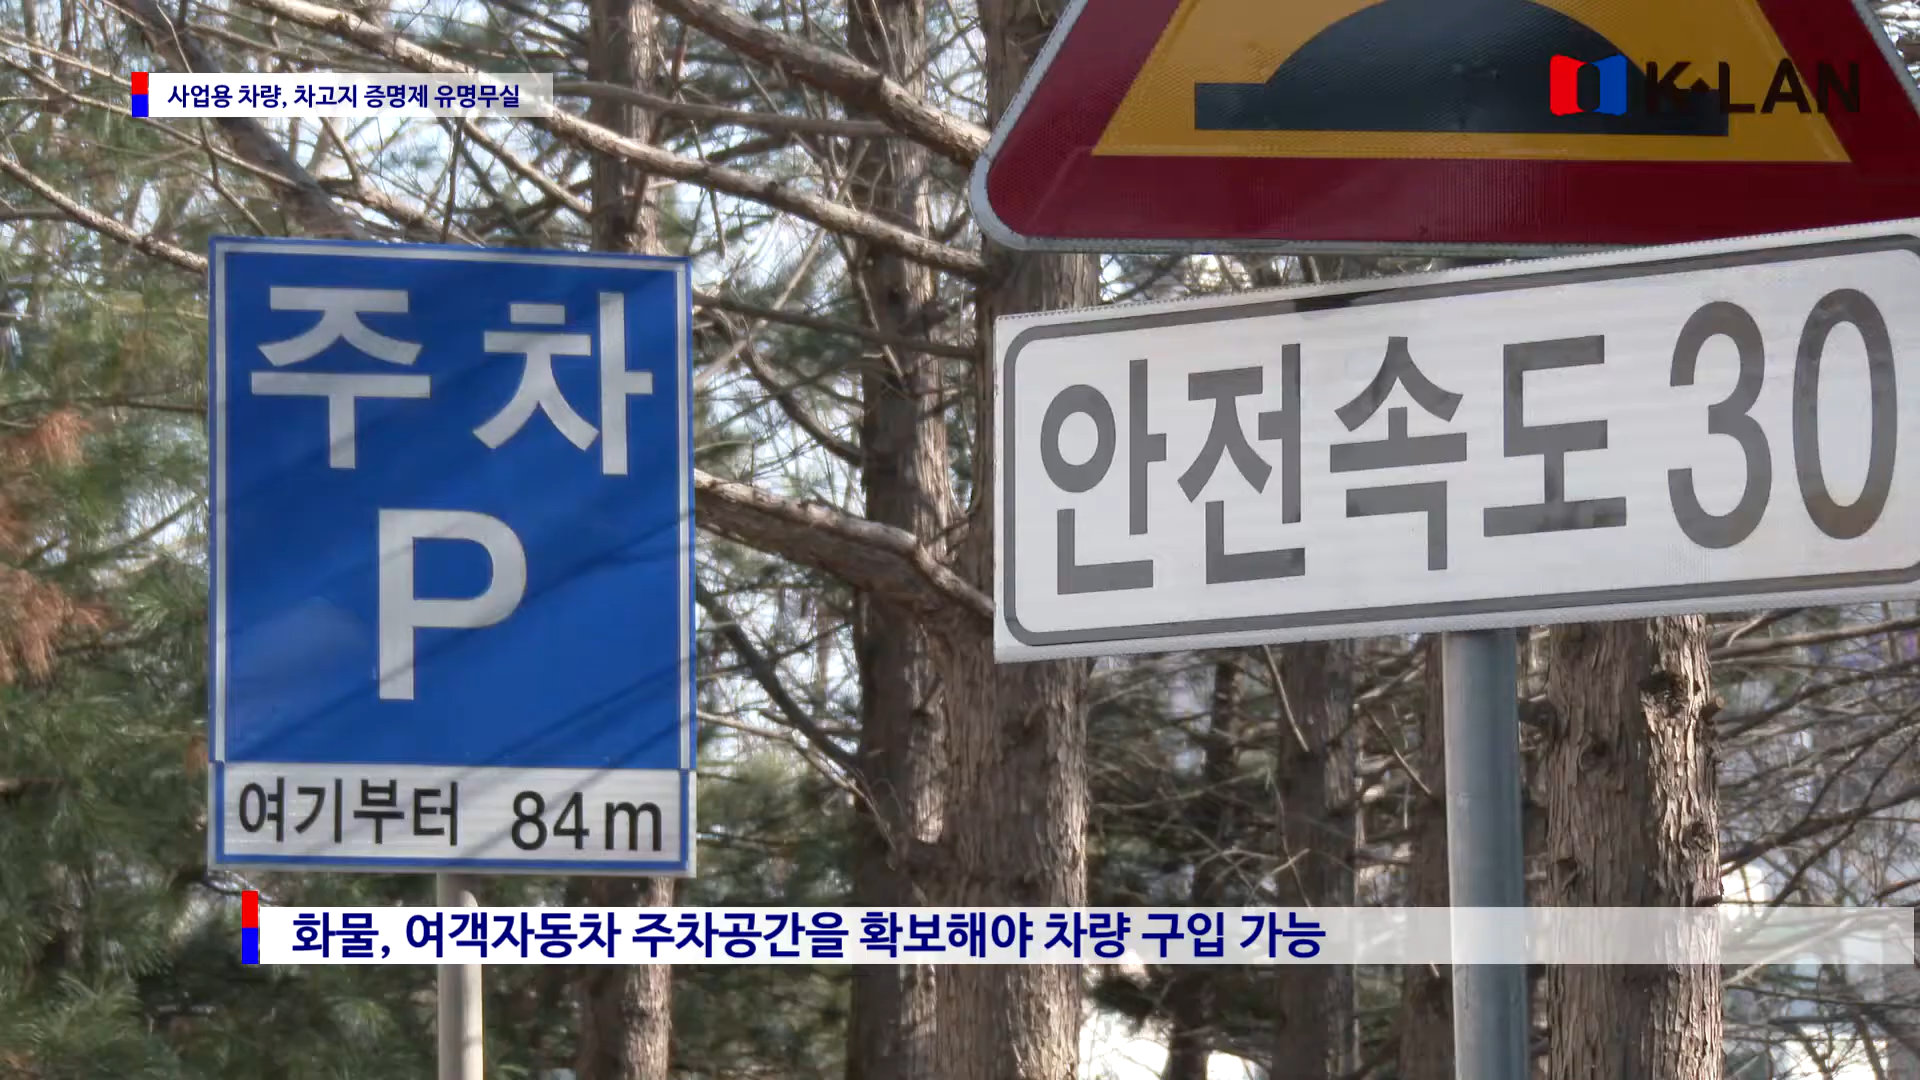 사업용 차량, 차고지 증명제 유명무실
K-LAN
주차
P
여기부터 84m
안전속도 30
화물, 여객자동차 주차공간을 확보해야 차량 구입 가능